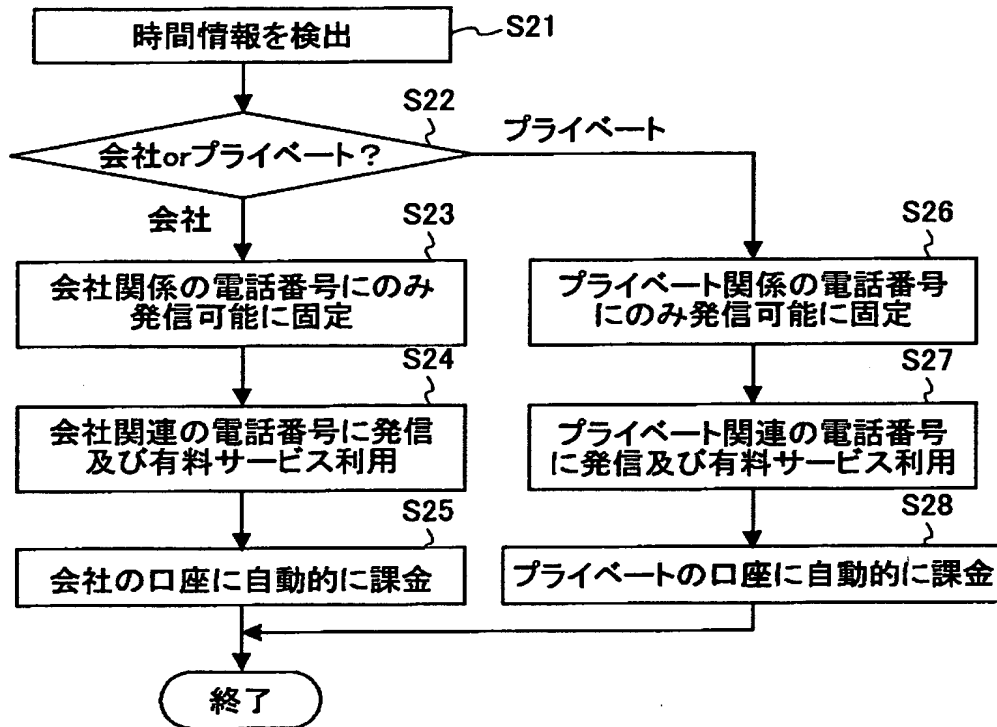 時間情報を検出
S21
S22
会社orプライベート？
プライベート
会社
S23
会社関係の電話番号にのみ
発信可能に固定
S24
会社関連の電話番号に発信
及び有料サービス利用
S25
会社の口座に自動的に課金
S26
プライベート関係の電話番号
にのみ発信可能に固定
S27
プライベート関連の電話番号
に発信及び有料サービス利用
S28
プライベートの口座に自動的に課金
終了